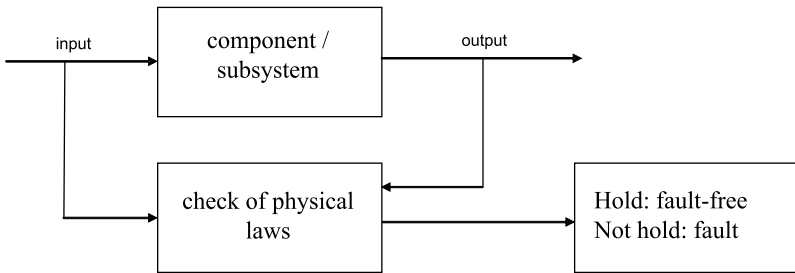 input
component /
subsystem
output
check of physical
laws
Hold: fault-free
Not hold: fault